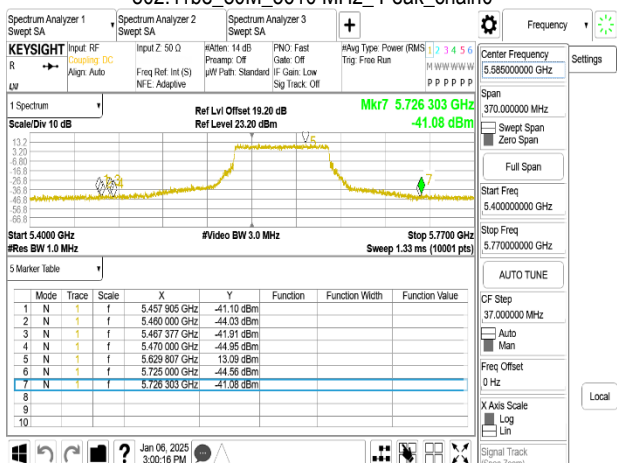 Spectrum Analyzer 1
Swept SA
Spectrum Analyzer 2
Swept SA
Spectrum Analyzer 3
Swept SA
+
Frequency
KEYSIGHT
R
Input: RF
Coupling: DC
Align: Auto
Input Z: 50 Ω
Freq Ref: Int (S)
NFE: Adaptive
#Atten: 14 dB
Preamp: Off
µW Path: Standard
PNO: Fast
Gate: Off
IF Gain: Low
Sig Track: Off
#Avg Type: Power (RMS
Trig: Free Run
1 2 3 4 5 6
M W W W W W
P P P P P P
1 Spectrum
Scale/Div 10 dB
Ref Lvl Offset 19.20 dB
Ref Level 23.20 dBm
Mkr7 5.726 303 GHz
-41.08 dBm
13.2
3.20
-6.80
-16.8
-26.8
-36.8
-46.8
-56.8
-66.8
5
7
Start 5.4000 GHz
#Res BW 1.0 MHz
#Video BW 3.0 MHz
Stop 5.7700 GHz
Sweep 1.33 ms (10001 pts)
5 Marker Table
Mode Trace Scale X Y Function Function Width Function Value
1 N 1 f 5.457 905 GHz -41.10 dBm
2 N 1 f 5.460 000 GHz -44.03 dBm
3 N 1 f 5.467 377 GHz -41.91 dBm
4 N 1 f 5.470 000 GHz -44.95 dBm
5 N 1 f 5.629 807 GHz 13.09 dBm
6 N 1 f 5.725 000 GHz -44.56 dBm
7 N 1 f 5.726 303 GHz -41.08 dBm
8
9
10
Jan 06, 2025
3:00:16 PM
Center Frequency
5.585000000 GHz
Span
370.000000 MHz
Swept Span
Zero Span
Full Span
Start Freq
5.400000000 GHz
Stop Freq
5.770000000 GHz
AUTO TUNE
CF Step
37.000000 MHz
Auto
Man
Freq Offset
0 Hz
X Axis Scale
Log
Lin
Signal Track
Settings
Local